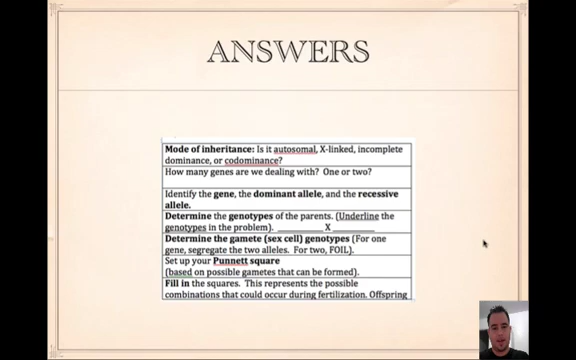 ANSWERS
Mode of inheritance: Is it autosomal, X-linked, incomplete
dominance, or codominance?
How many genes are we dealing with? One or two?
Identify the gene, the dominant allele, and the recessive
allele.
Determine the genotypes of the parents. (Underline the
genotypes in the problem). __________ X _________
Determine the gamete (sex cell) genotypes (For one
gene, segregate the two alleles. For two, FOIL).
Set up your Punnett square
(based on possible gametes that can be formed).
Fill in the squares. This represents the possible
combinations that could occur during fertilization. Offspring